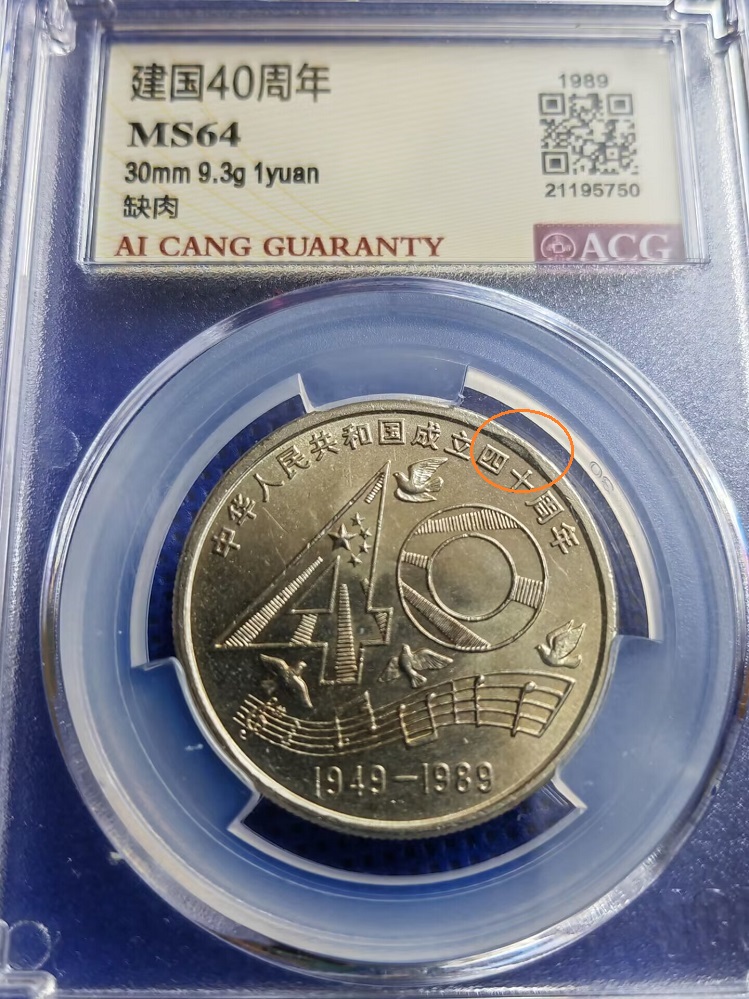 建国40周年
MS64
30mm 9.3g 1yuan
缺肉
1989
21195750
AI CANG GUARANTY
ACG
中华人民共和国成立四十周年
1949-1989